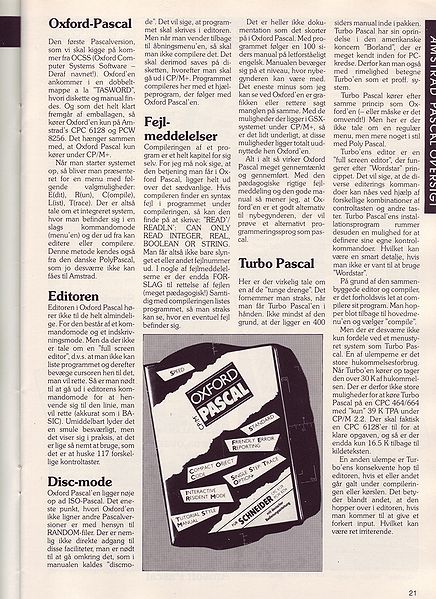 Oxford-Pascal
Den første Pascalversion,
som vi skal kigge på kom-
mer fra OCSS (Oxford Com-
puter Systems Software –
Deraf navnet!). Oxford'en
ankommer i en dobbelt-
mappe a la "TASWORD",
hvor diskette og manual fin-
des. Og som det helt klart
fremgår af emballagen, så
kører Oxford'en kun på Am-
strad's CPC 6128 og PCW
8256. Det hænger sammen
med, at Oxford Pascal kun
kører under CP/M+.
Når man starter systemet
op, så bliver man præsente-
ret for en menu med føl-
gende valgmuligheder:
E(dit), R(un), C(ompile),
L(ist), T(race). Der er altså
tale om et integreret system,
hvor man befinder sig i en
slags kommandomode
(menu'en) og der ud fra kan
editere eller compilere.
Denne metode kendes også
fra den danske PolyPascal,
som jo desværre ikke kan
fåes til Amstrad.
Editoren
Editoren i Oxford Pascal hø-
rer ikke til de helt almindeli-
ge. For den består af et kom-
mandomode og et indskriv-
ningsmode. Men da der ikke
er tale om en "full screen
editor", d.v.s. at man ikke kan
liste programmet og derefter
bevæge cursoren hen til det,
man vil rette. Så er man nødt
til at gå ud i editorens kom-
mandomode for at hen-
vende sig til den linie, man
vil rette (akkurat som i BA-
SIC). Umiddelbart lyder det
en smule besværligt, men
det viser sig i praksis, at det
er lige så nemt at bruge, som
det er at huske 117 forskel-
lige kontroltaster.
Disc-mode
Oxford Pascal'en ligger nøje
op ad ISO-Pascal. Det ene-
ste punkt, hvori Oxford'en
ikke ligner andre Pascalver-
sioner er med hensyn til
RANDOM-filer. Der er nem-
lig ikke direkte adgang til
disse faciliteter, man er nødt
til at gå omkring det, som i
manualen kaldes "discmo-
de". Det vil sige, at program-
met skal skrives i editoren.
Men når man vender tilbage
til åbningsmenu'en, så skal
man ikke compilere det. Det
skal derimod saves på di-
sketten, hvorefter man skal
gå ud i CP/M+. Programmet
compileres her med et hjæl-
peprogram, der følger med
Oxford Pascal'en.
Fejl-
meddelelser
Compileringen af et pro-
gram er et helt kapitel for sig
selv. For jeg må nok sige, at
den betjening man får i Ox-
ford Pascal, ligger helt ud
over det sædvanlige. Hvis
compileren finder en syntax
fejl i programmet under
compileringen, så kan den
finde på at skrive: "READ'/'
READLN': CAN ONLY
READ INTEGER, REAL,
BOOLEAN OR STRING.
Man får altså ikke bare slyn-
get et eller andet fejlnummer
ud. I nogle af fejlmeddelel-
serne er der endda FOR-
SLAG til rettelse af fejlen
(meget pædagogisk!) Samti-
dig med compileringen listes
programmet, så man straks
kan se, hvor en eventuel fejl
befinder sig.
Det er heller ikke
dokumentation som det skorter
på i Oxford Pascal. Med pro-
grammet følger en 100 si-
ders manual på letforståeligt
engelsk. Manualen bevæger
sig på et niveau, hvor nybe-
gynderen kan være med.
Det eneste minus som jeg
kan se ved Oxford'en er gra-
fikken eller rettere sagt
manglen på samme. Med de
muligheder der ligger i GSX-
systemet under CP/M+, så
er det lidt underligt, at disse
muligheder ligger totalt uud-
nyttede hen Oxford'en.
Alt i alt så virker Oxford
Pascal meget gennemtænkt
og gennemført. Med den
pædagogiske rigtige fejl-
meddeling og den gode ma-
nual så mener jeg, at Ox-
ford'en er et godt alternativ
til nybegynderen, der vil
prøve et alternativt pro-
grammeringssprog som pas-
cal.
Turbo Pascal
Her er der virkelig tale om
en af de "tunge drenge". Det
fornemmer man straks, når
man får Turbo Pascal'en i
hånden. Ikke mindst af den
grund, at der ligger en 400
siders manual inde i pakken.
Turbo Pascal har sin oprin-
delse i den amerikanske
koncern "Borland", der er
meget kendt inden for PC-
kredse. Derfor kan man også
med rimelighed betegne
Turbo'en som et proff. sy-
stem.
Turbo Pascal kører efter
samme princip som Ox-
ford'en (– eller måske er det
omvendt!) Men her er der
ikke tale om en regulær
menu, men mere noget i stil
med Poly Pascal.
Turbo'ens editor er en
"full screen editor", der fun-
gerer efter "Wordstar" prin-
cippet. Det vil sige, at de di-
verse editerings komman-
doer kan nåes ved hjælp af
forskellige kombinationer af
controltasten og andre ta-
ster. Turbo Pascal'ens instal-
lationsprogram rummer
desuden en mulighed for at
definere sine egne kontrol-
kommandoer. Hvilket kan
være en smart detalje, hvis
man ikke er vant til at bruge
"Wordstar".
På grund af den sammen-
byggede editor og compiler,
er det forholdsvis let at com-
pilere sit program. Man hop-
per blot tilbage til hovedme-
nu'en og vælger "compile".
Men der er desværre ikke
kun fordele ved et menusty-
ret system som Turbo Pas-
cal. En af ulemperne er det
store hukommelsesforbrug.
Når Turbo'en kører op tager
den over 30 K af hukommel-
sen. Der er derfor ikke store
muligheder for at køre Turbo
Pascal på en CPC 464/664
med "kun" 39 K TPA under
CP/M 2.2. Der skal faktisk
en CPC 6128'er til for at
klare opgaven, og så er der
endda kun 16.5 K tilbage til
kildeteksten.
En anden ulempe er Tur-
bo'ens konsekvente hop til
editoren, hvis et eller andet
går galt under compilerin-
gen eller kørslen. Det bety-
der blandt andet, at den
hopper over i editoren, hvis
man kommer til at give et
forkert input. Hvilket kan
være ret irriterende.
SPEED
OXFORD
PASCAL
STANDARD
FRIENDLY ERROR
REPORTING
COMPACT OBJECT
CODE
SINGLE STEP TRACE
OPTION
INTERACTIVE
RESIDENT MODE
TUTORIAL STYLE
MANUAL
FOR
SCHNEIDER
AMSTRAD PASCAL OVERSIGT
21